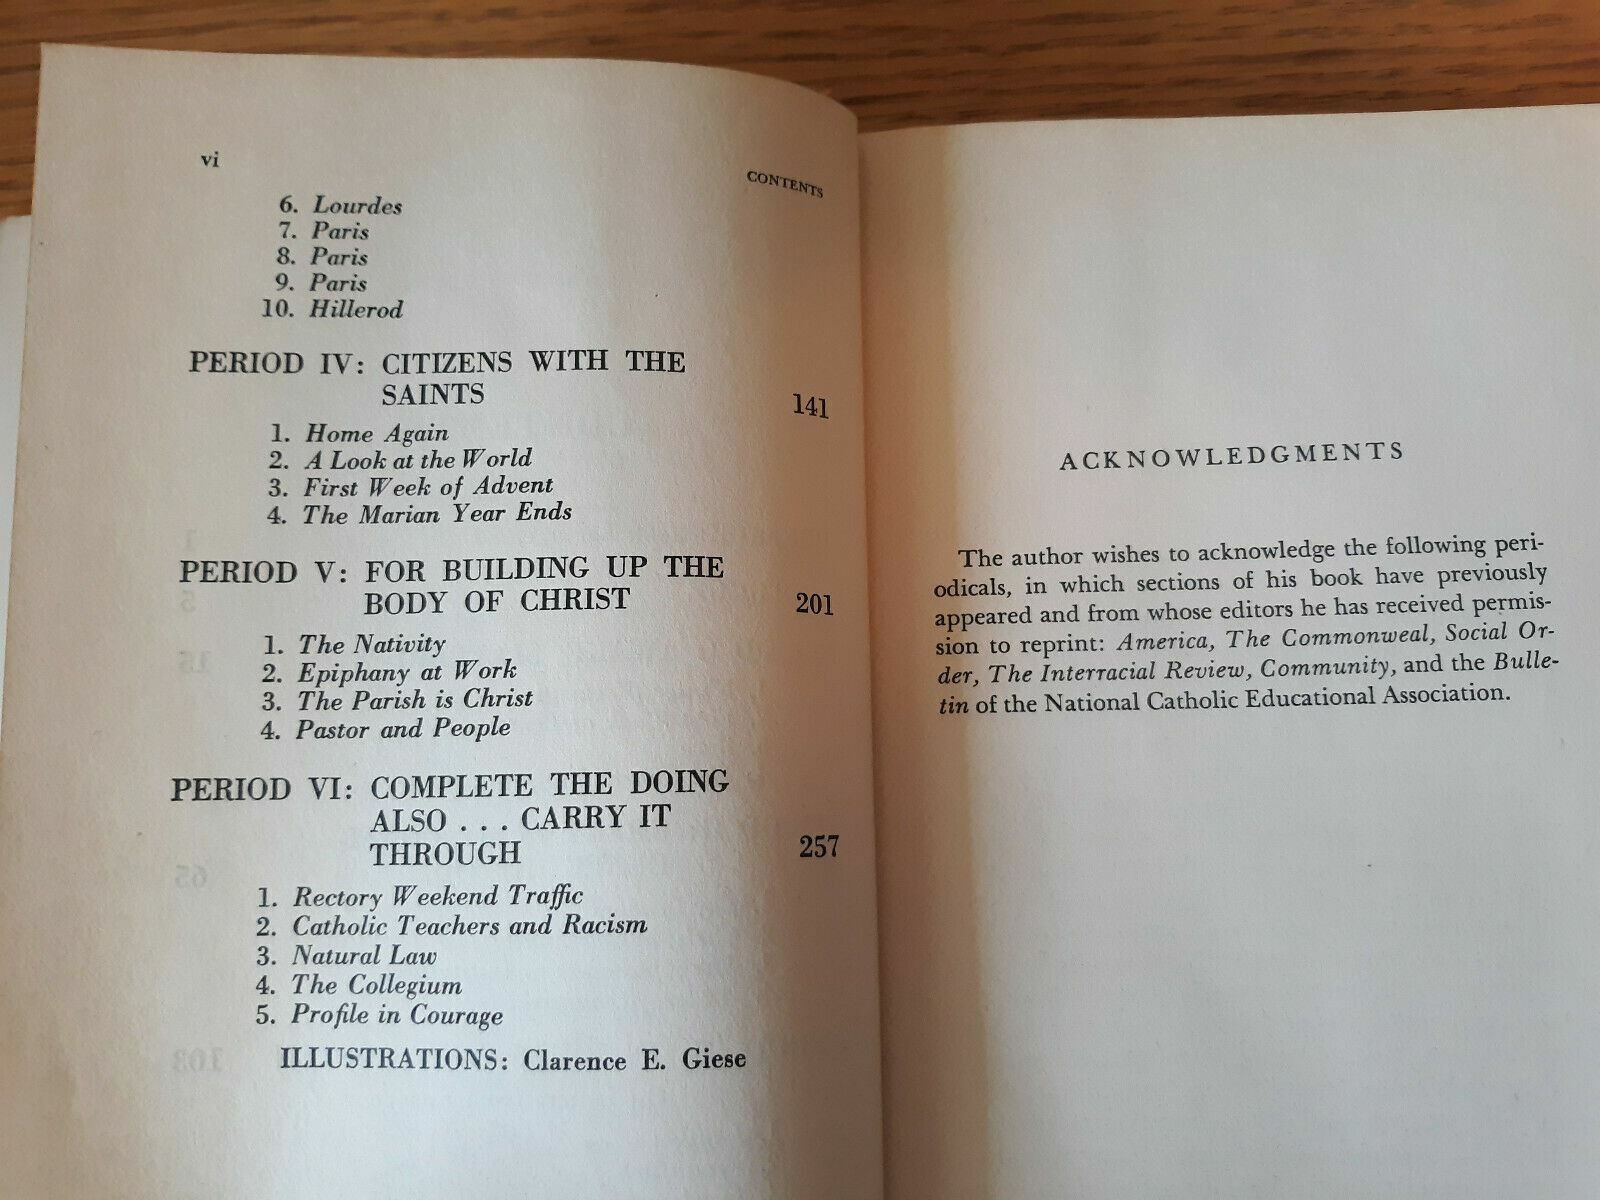 vi
CONTENTS
6. Lourdes
7. Paris
8. Paris
9. Paris
10. Hillerod
PERIOD IV: CITIZENS WITH THE
SAINTS 141
1. Home Again
2. A Look at the World
3. First Week of Advent
4. The Marian Year Ends
PERIOD V: FOR BUILDING UP THE
BODY OF CHRIST 201
1. The Nativity
2. Epiphany at Work
3. The Parish is Christ
4. Pastor and People
PERIOD VI: COMPLETE THE DOING
ALSO . . . CARRY IT
THROUGH 257
1. Rectory Weekend Traffic
2. Catholic Teachers and Racism
3. Natural Law
4. The Collegium
5. Profile in Courage
ILLUSTRATIONS: Clarence E. Giese
ACKNOWLEDGMENTS
The author wishes to acknowledge the following peri-
odicals, in which sections of his book have previously
appeared and from whose editors he has received permis-
sion to reprint: America, The Commonweal, Social Or-
der, The Interracial Review, Community, and the Bulle-
tin of the National Catholic Educational Association.